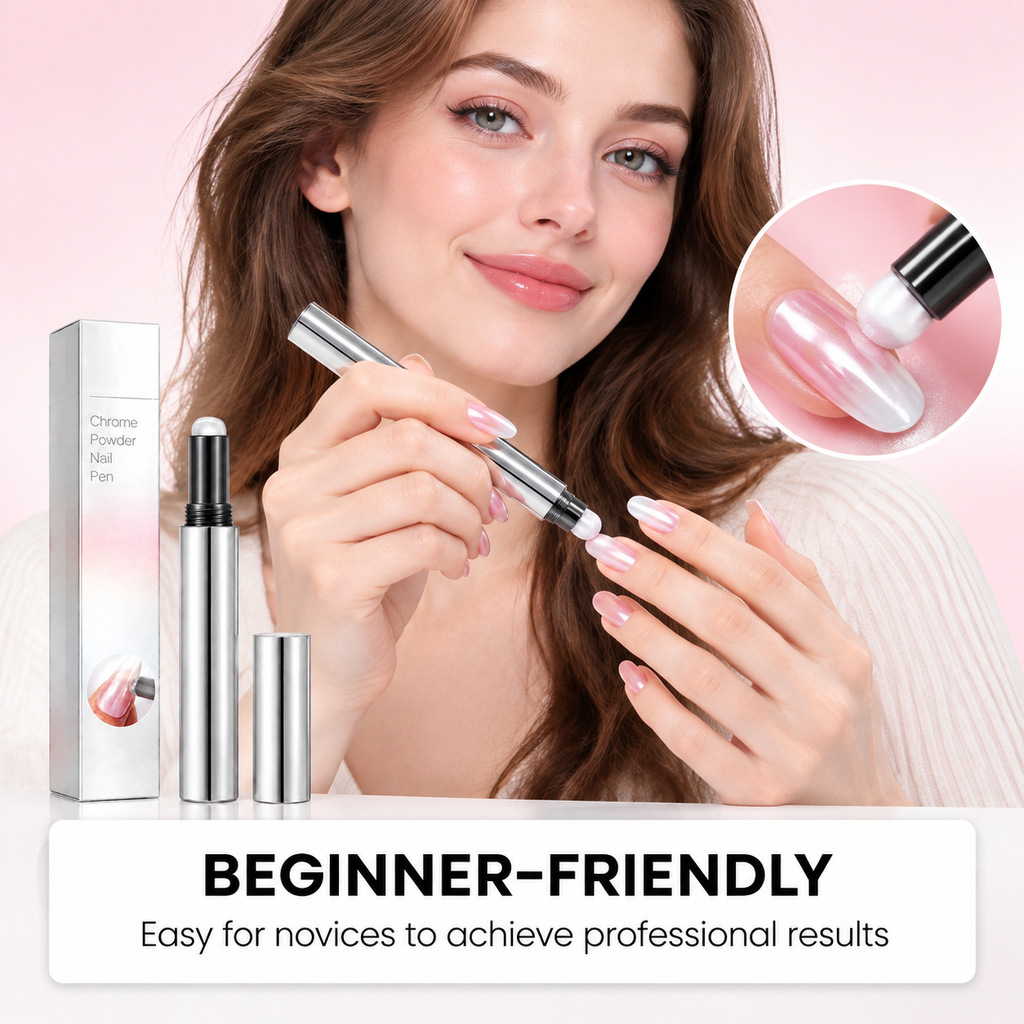 Chrome
Powder
Nail
Pen
BEGINNER-FRIENDLY
Easy for novices to achieve professional results